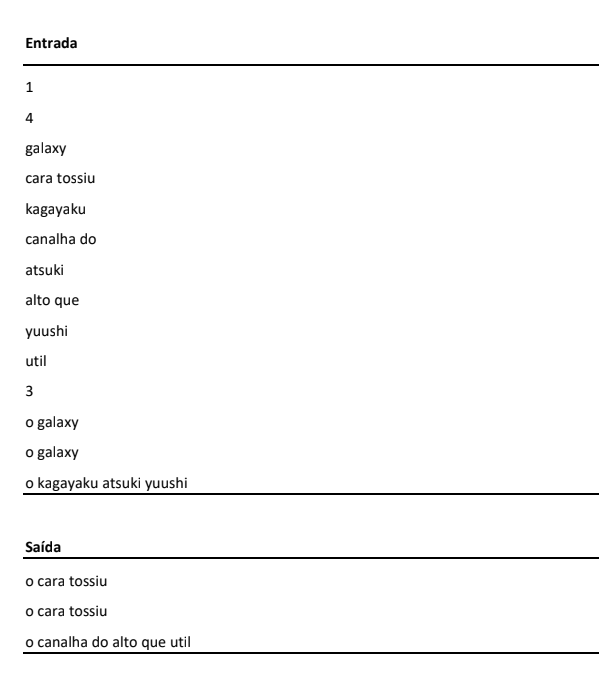 Entrada
1
4
galaxy
cara tossiu
kagayaku
canalha do
atsuki
alto que
yuushi
util
3
o galaxy
o galaxy
o kagayaku atsuki yuushi
Saída
o cara tossiu
o cara tossiu
o canalha do alto que util